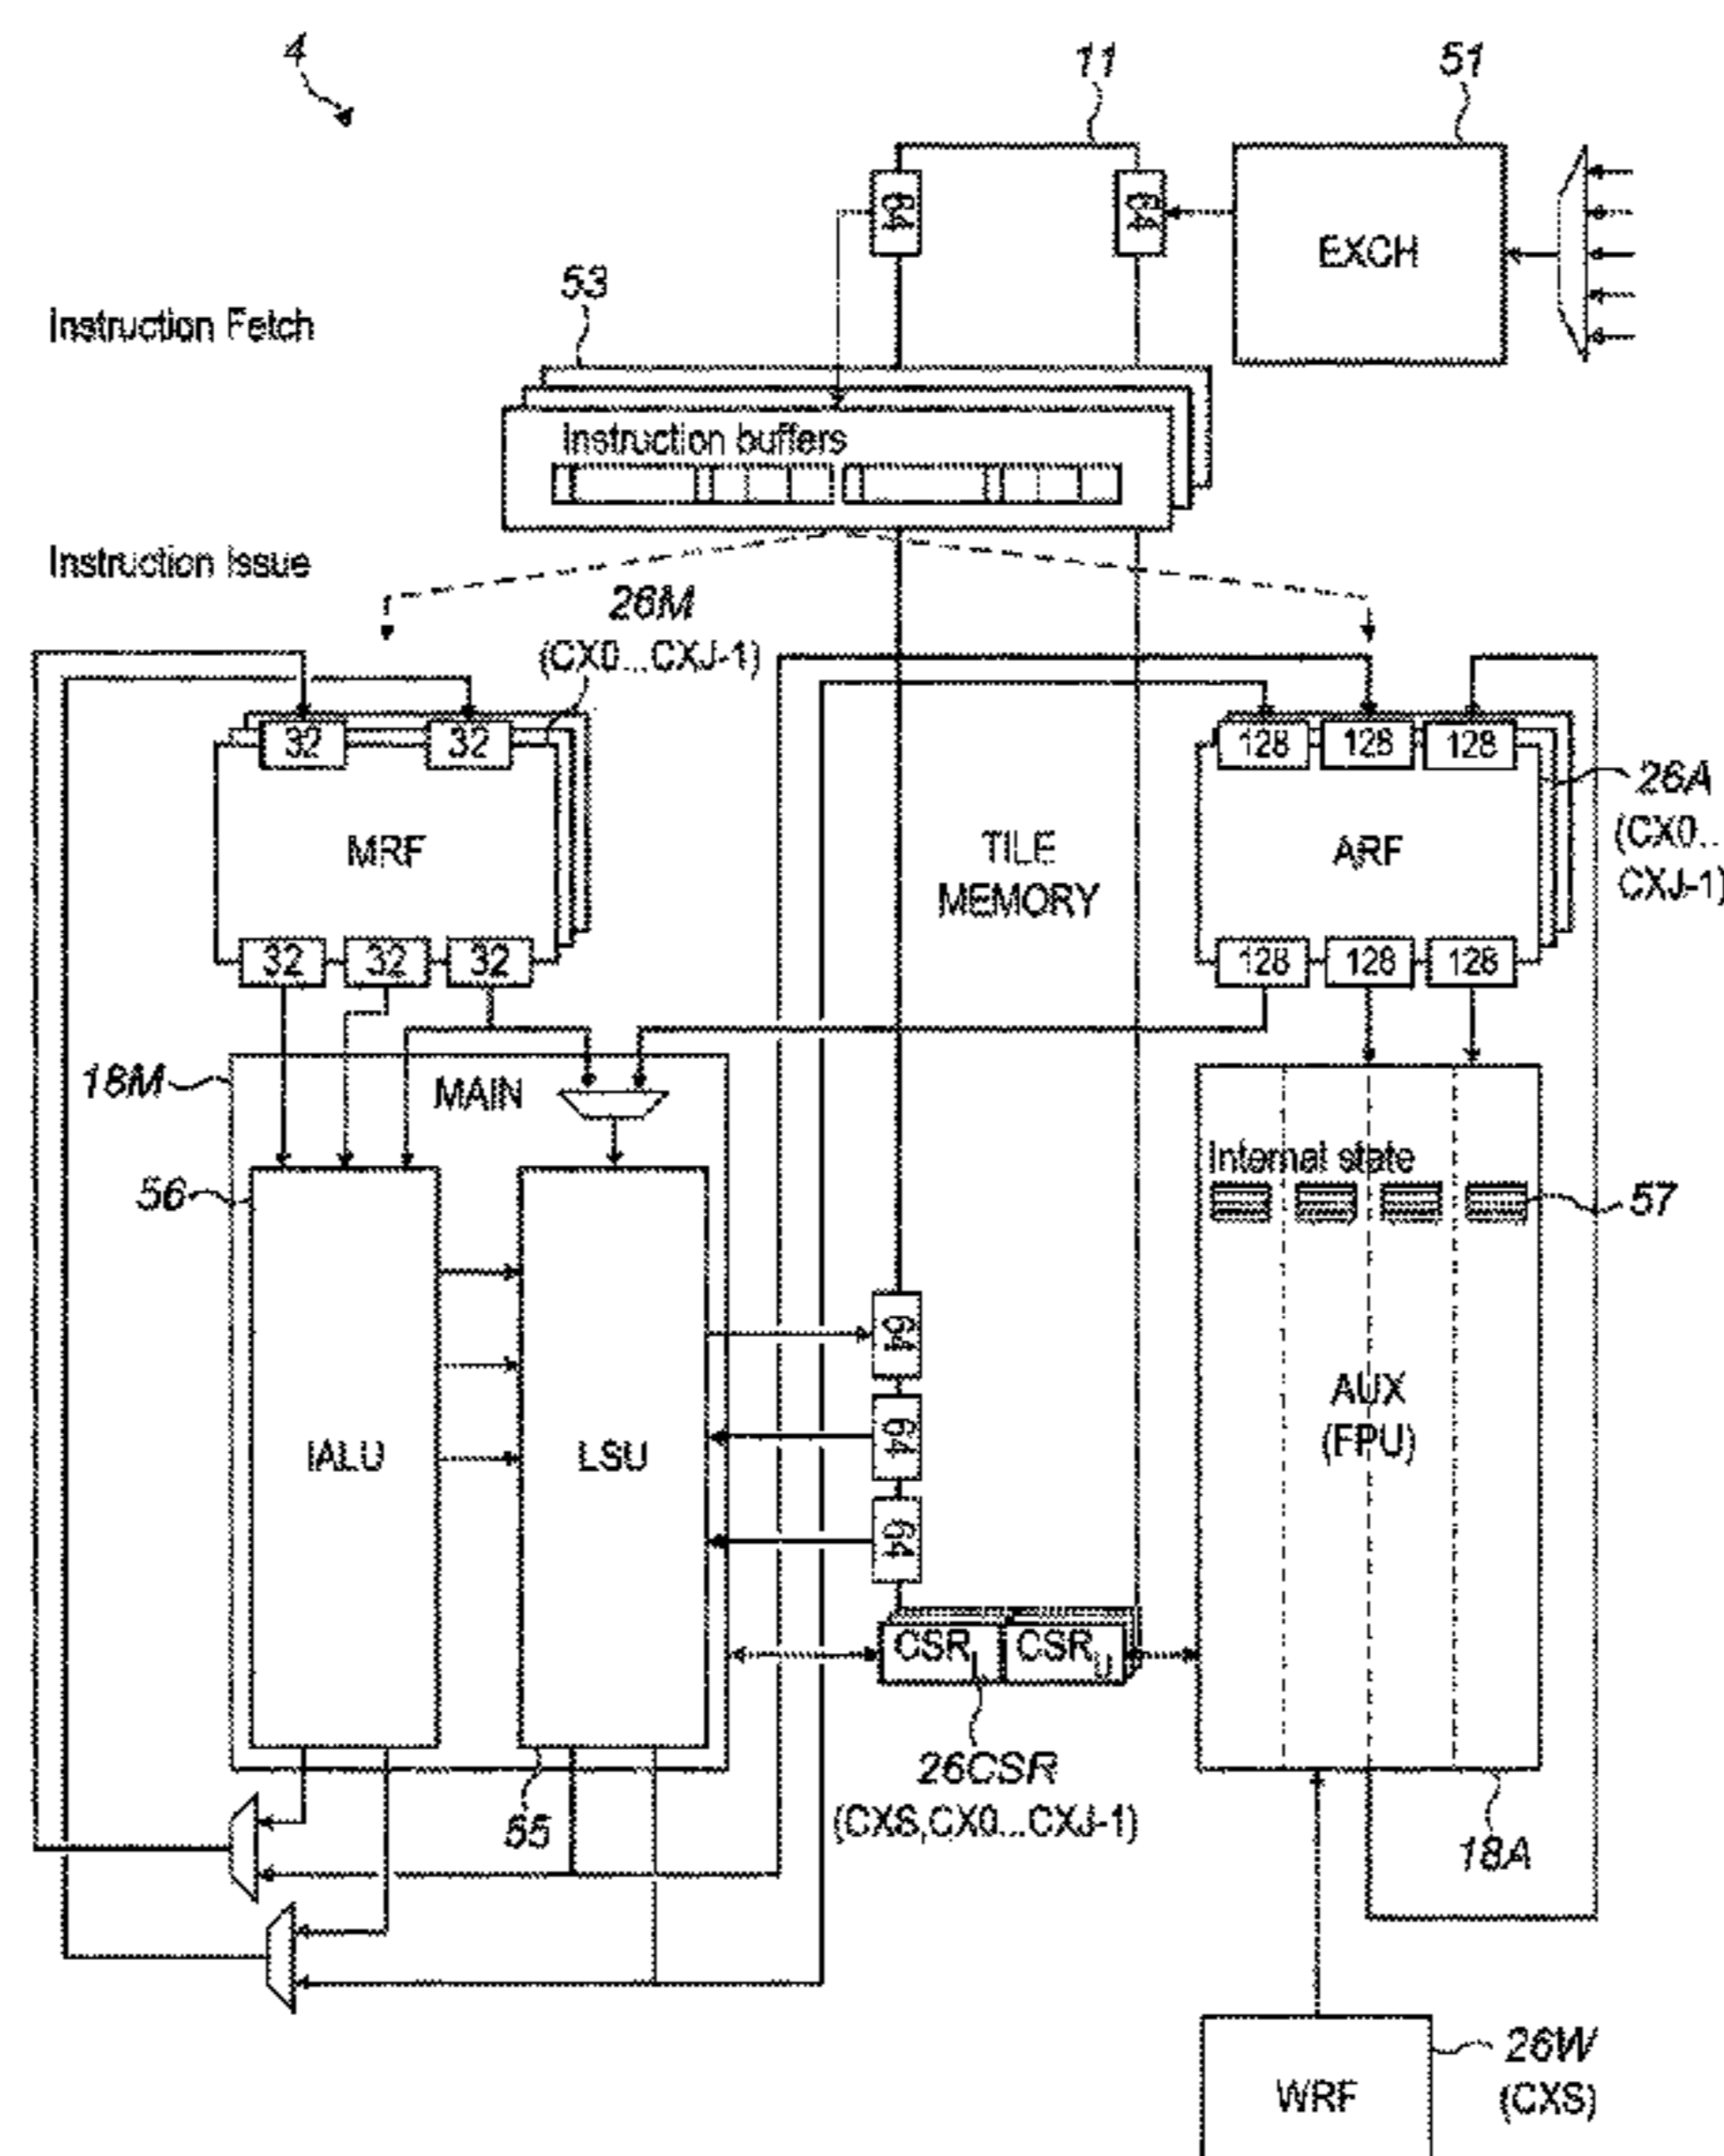 4
11
51
64
64
EXCH
53
Instruction Fetch
Instruction buffers
Instruction Issue
26M
(CX0...CXJ-1)
32
32
128
128
128
26A
(CX0...
CXJ-1)
MRF
TILE
MEMORY
ARF
32
32
32
128
128
128
18M
MAIN
56
Internal state
57
64
64
64
IALU
LSU
AUX
(FPU)
CSR
CSR U
26CSR
(CXS,CX0...CXJ-1)
55
18A
26W
(CXS)
WRF